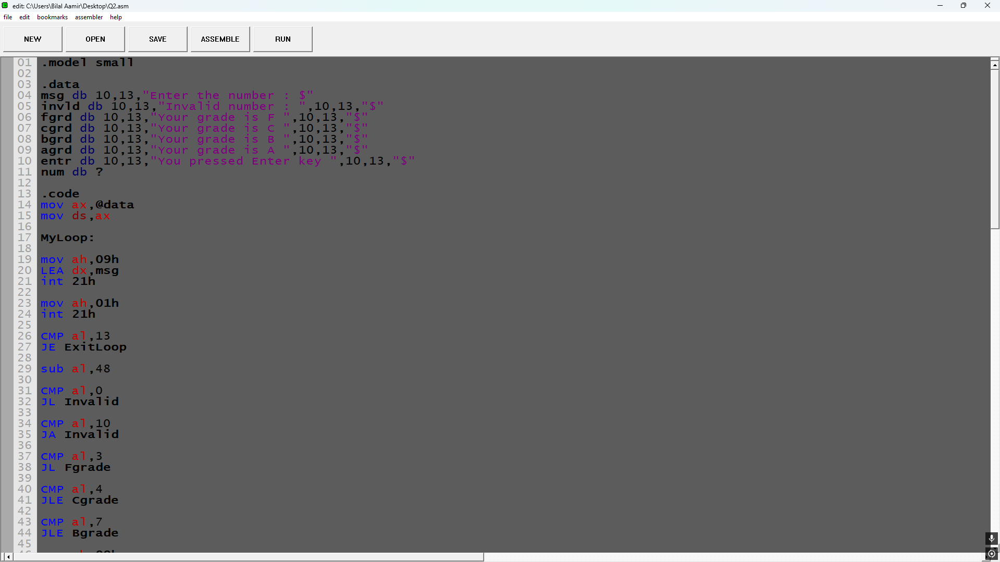 edit: C:\Users\Bilal Aamir\Desktop\Q2.asm
file edit bookmarks assembler help
NEW OPEN SAVE ASSEMBLE RUN
01 .model small
02
03 .data
04 msg db 10,13,"Enter the number : $"
05 invld db 10,13,"Invalid number : ",10,13,"$"
06 fgrd db 10,13,"Your grade is F ",10,13,"$"
07 cgrd db 10,13,"Your grade is C ",10,13,"$"
08 bgrd db 10,13,"Your grade is B ",10,13,"$"
09 agrd db 10,13,"Your grade is A ",10,13,"$"
10 entr db 10,13,"You pressed Enter key ",10,13,"$"
11 num db ?
12
13 .code
14 mov ax,@data
15 mov ds,ax
16
17 MyLoop:
18
19 mov ah,09h
20 LEA dx,msg
21 int 21h
22
23 mov ah,01h
24 int 21h
25
26 CMP al,13
27 JE ExitLoop
28
29 sub al,48
30
31 CMP al,0
32 JL Invalid
33
34 CMP al,10
35 JA Invalid
36
37 CMP al,3
38 JL Fgrade
39
40 CMP al,4
41 JLE Cgrade
42
43 CMP al,7
44 JLE Bgrade
45